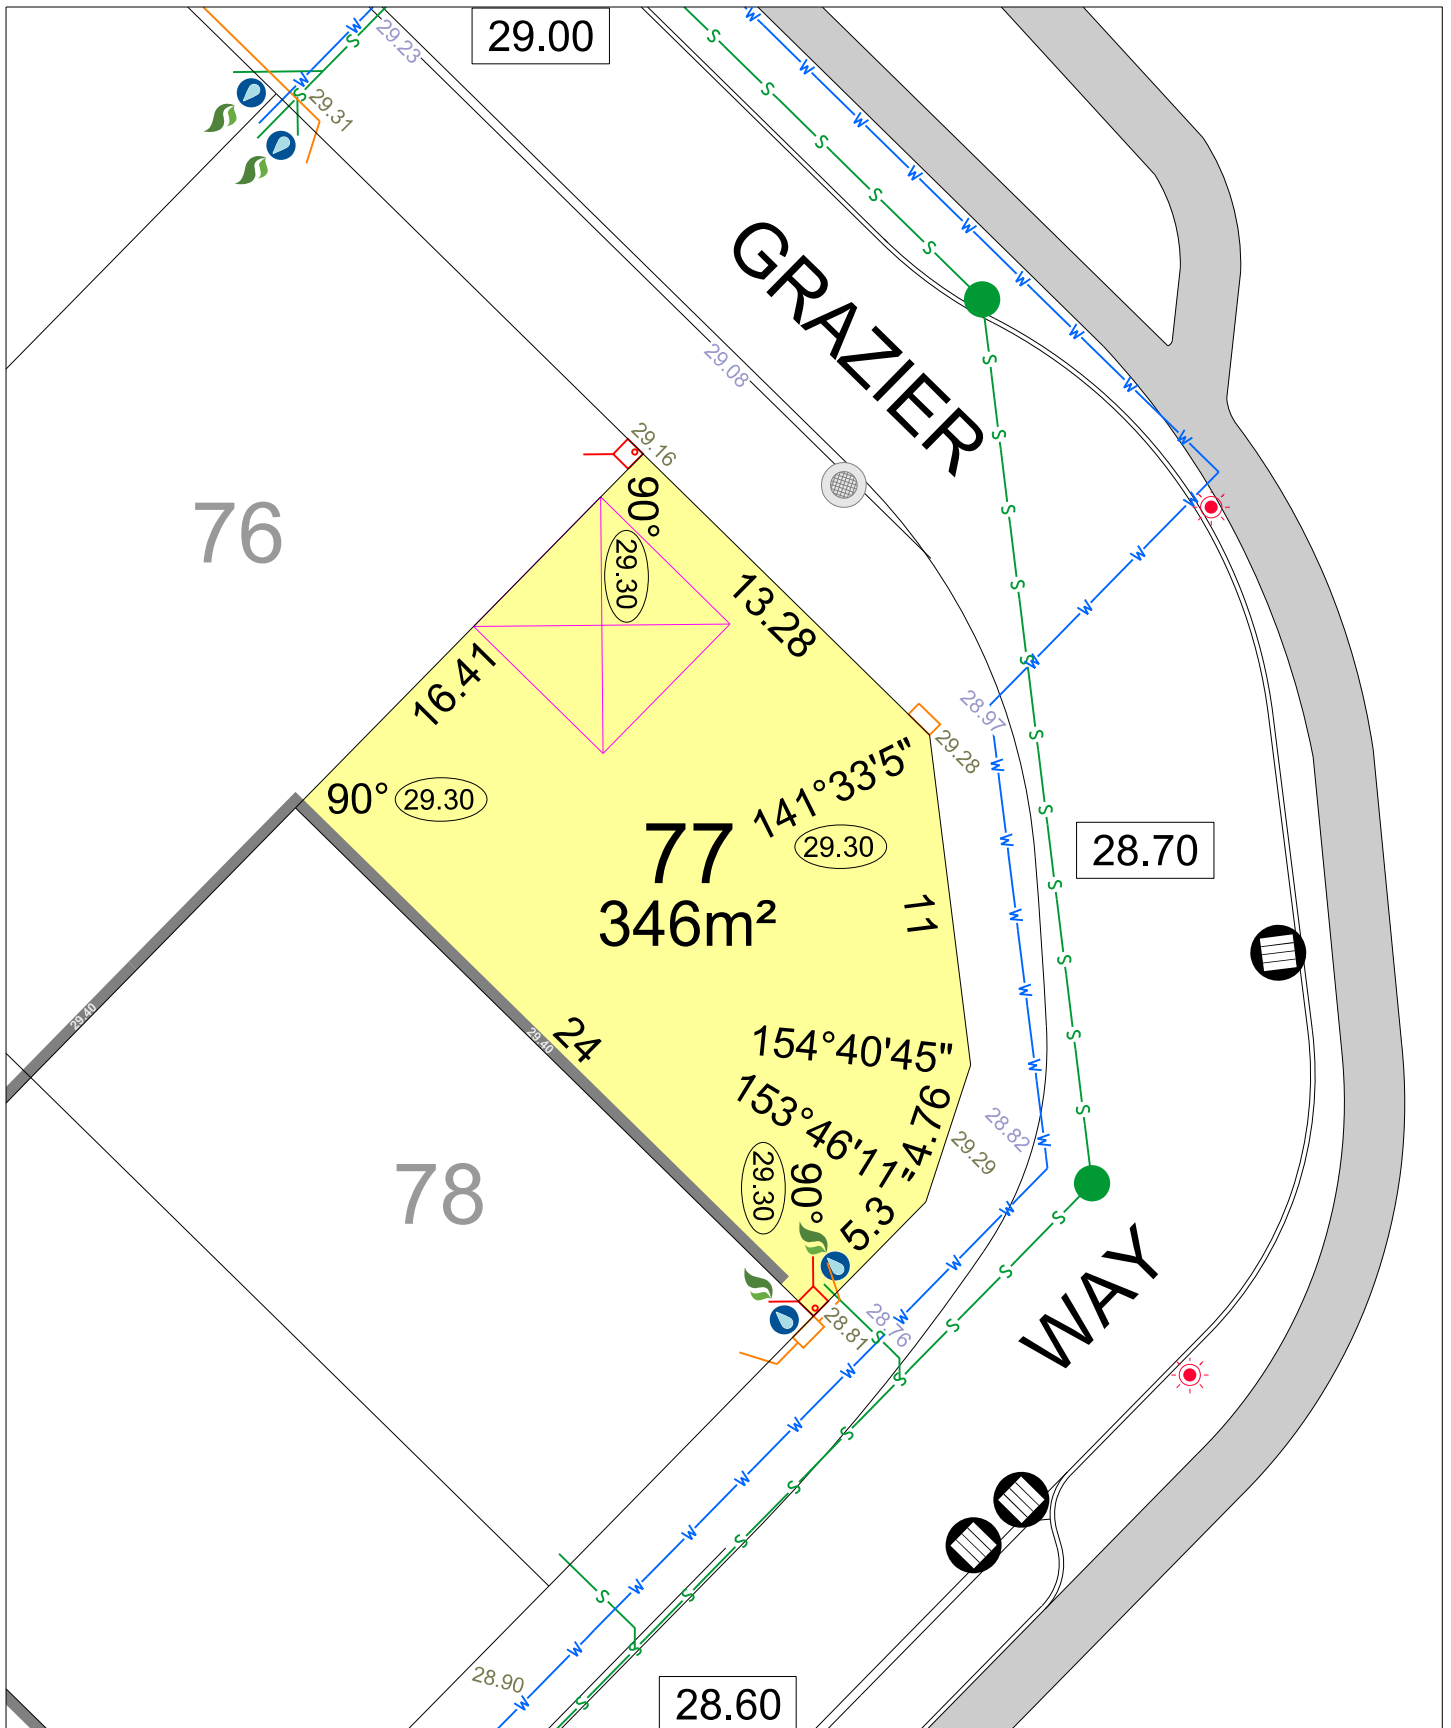 29.00
29.23
29.31
GRAZIER
29.08
29.16
76
90°
29.30
13.28
16.41
28.97
29.28
141°33'5"
90°
29.30
77
346m²
29.30
28.70
11
29.40
24
29.40
154°40'45"
153°46'11"
4.76
28.82
29.29
78
29.30
90°
5.3
28.81
28.76
WAY
28.90
28.60
W
S
W
S
W
S
W
S
W
S
W
S
W
S
W
S
W
S
W
S
W
S
W
S
W
S
W
S
W
S
W
S
W
S
W
S
W
S
W
S
W
S
W
S
W
S
W
S
W
S
W
S
W
S